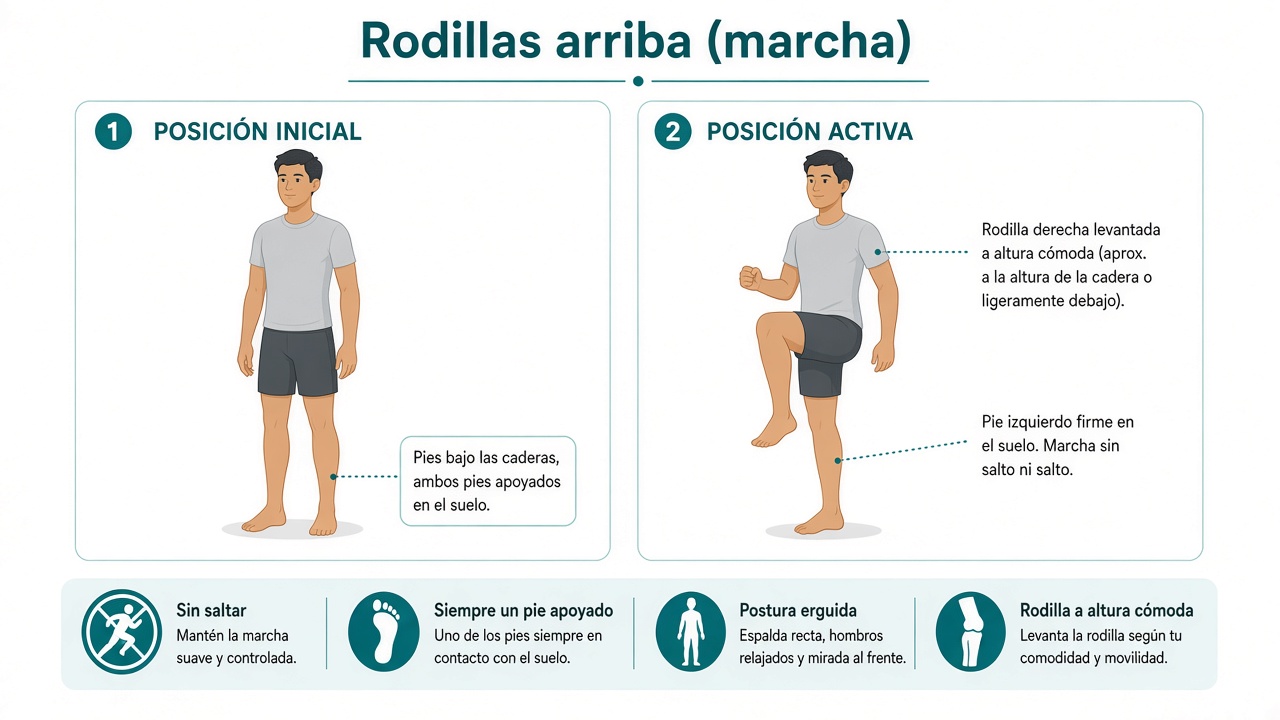 Rodillas arriba (marcha)
1 POSICIÓN INICIAL
Pies bajo las caderas,
ambos pies apoyados
en el suelo.
2 POSICIÓN ACTIVA
Rodilla derecha levantada
a altura cómoda (aprox.
a la altura de la cadera o
ligeramente debajo).
Pie izquierdo firme en
el suelo. Marcha sin
salto ni salto.
Sin saltar
Mantén la marcha
suave y controlada.
Siempre un pie apoyado
Uno de los pies siempre en
contacto con el suelo.
Postura erguida
Espalda recta, hombros
relajados y mirada al frente.
Rodilla a altura cómoda
Levanta la rodilla según tu
comodidad y movilidad.